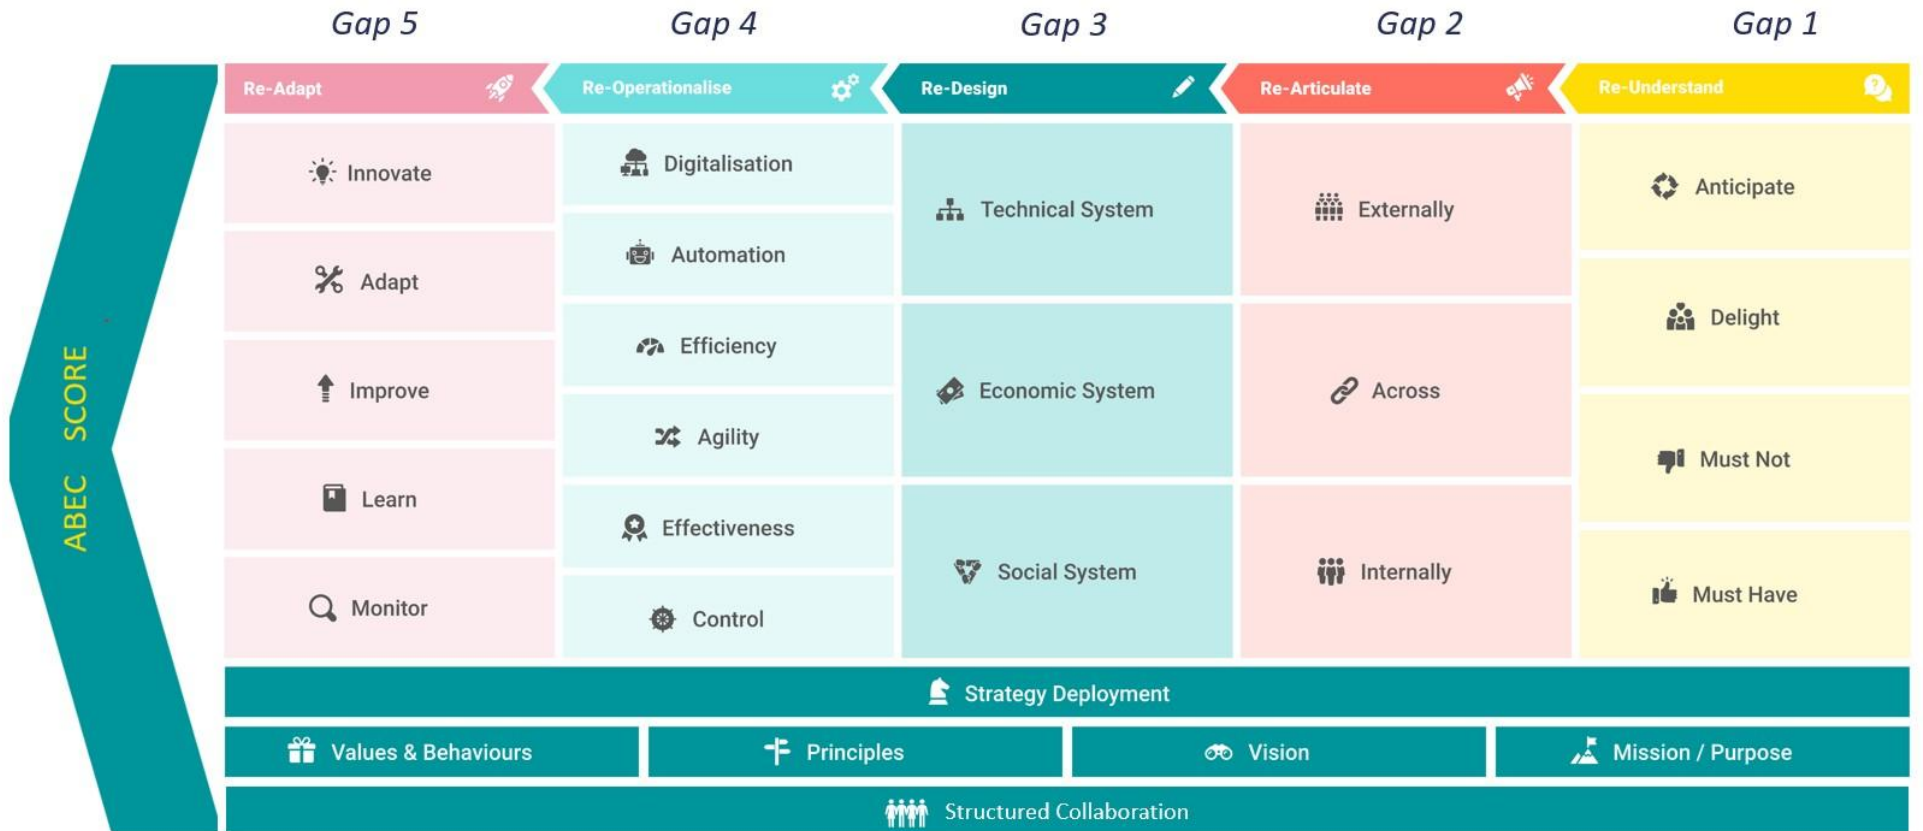 Gap 5
Gap 4
Gap 3
Gap 2
Gap 1
Re-Adapt
Re-Operationalise
Re-Design
Re-Articulate
Re-Understand
Innovate
Adapt
Improve
Learn
Monitor
Digitalisation
Automation
Efficiency
Agility
Effectiveness
Control
Technical System
Economic System
Social System
Externally
Across
Internally
Anticipate
Delight
Must Not
Must Have
ABEC SCORE
Strategy Deployment
Values & Behaviours
Principles
Vision
Mission / Purpose
Structured Collaboration